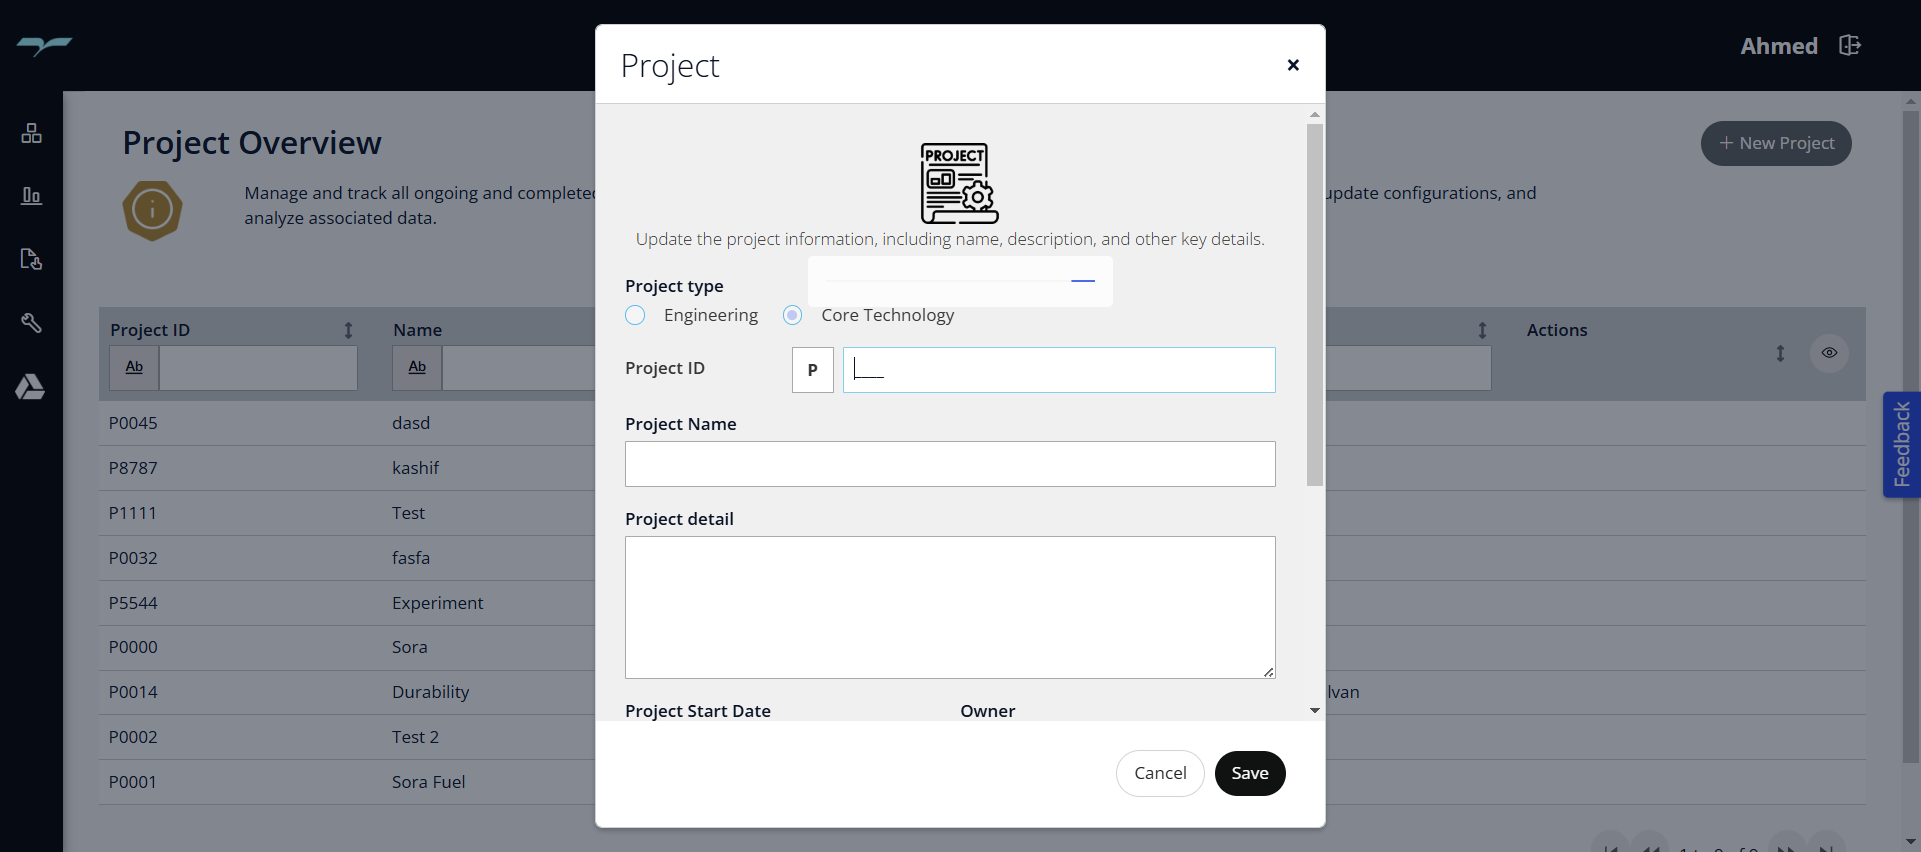 Ahmed
Project
×
Project Overview
+ New Project
Manage and track all ongoing and completed
update configurations, and
analyze associated data.
PROJECT
Update the project information, including name, description, and other key details.
Project type
Engineering
Core Technology
Project ID
Name
Actions
Ab
Ab
Project ID
P
____
Project Name
Project detail
Project Start Date
Owner
Feedback
P0045 dasd
P8787 kashif
P1111 Test
P0032 fasfa
P5544 Experiment
P0000 Sora
P0014 Durability
lvan
P0002 Test 2
P0001 Sora Fuel
Cancel
Save